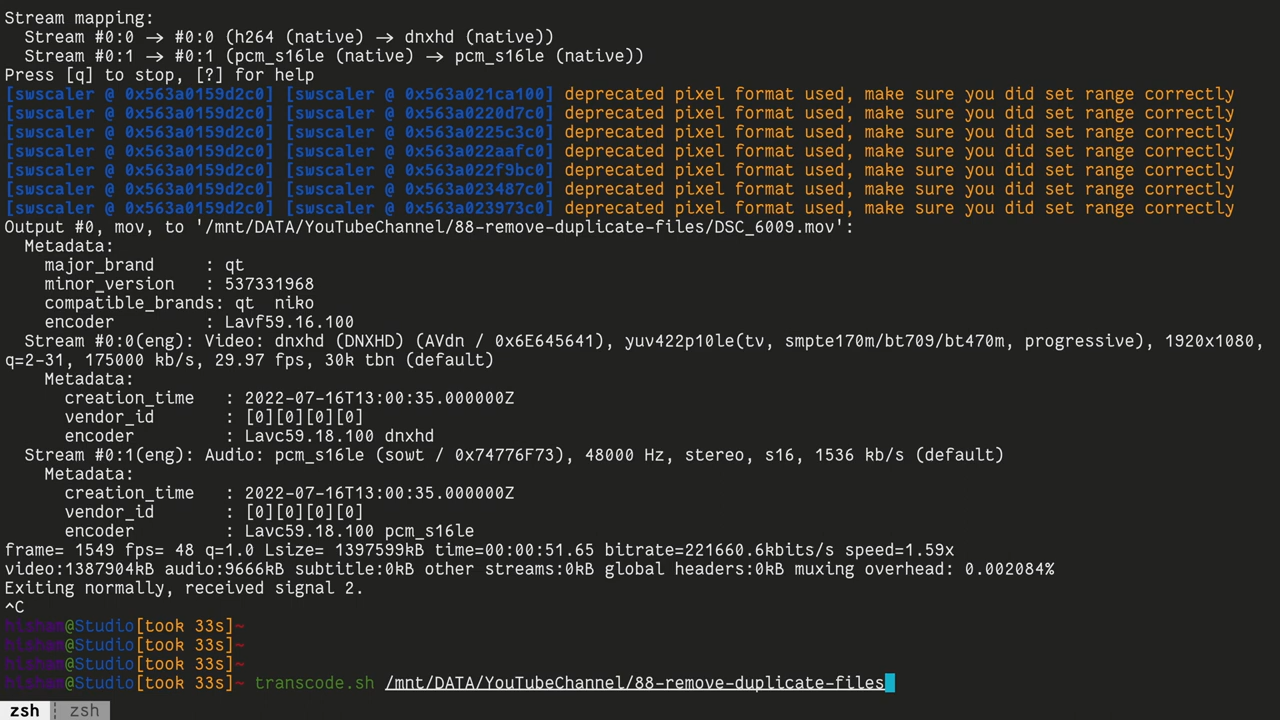 Stream mapping:
  Stream #0:0 → #0:0 (h264 (native) → dnxhd (native))
  Stream #0:1 → #0:1 (pcm_s16le (native) → pcm_s16le (native))
Press [q] to stop, [?] for help
[swscaler @ 0x563a0159d2c0] [swscaler @ 0x563a021ca100] deprecated pixel format used, make sure you did set range correctly
[swscaler @ 0x563a0159d2c0] [swscaler @ 0x563a0220d7c0] deprecated pixel format used, make sure you did set range correctly
[swscaler @ 0x563a0159d2c0] [swscaler @ 0x563a0225c3c0] deprecated pixel format used, make sure you did set range correctly
[swscaler @ 0x563a0159d2c0] [swscaler @ 0x563a022aafc0] deprecated pixel format used, make sure you did set range correctly
[swscaler @ 0x563a0159d2c0] [swscaler @ 0x563a022f9bc0] deprecated pixel format used, make sure you did set range correctly
[swscaler @ 0x563a0159d2c0] [swscaler @ 0x563a023487c0] deprecated pixel format used, make sure you did set range correctly
[swscaler @ 0x563a0159d2c0] [swscaler @ 0x563a023973c0] deprecated pixel format used, make sure you did set range correctly
Output #0, mov, to '/mnt/DATA/YouTubeChannel/88-remove-duplicate-files/DSC_6009.mov':
  Metadata:
    major_brand     : qt
    minor_version   : 537331968
    compatible_brands: qt  niko
    encoder         : Lavf59.16.100
  Stream #0:0(eng): Video: dnxhd (DNXHD) (AVdn / 0x6E645641), yuv422p10le(tv, smpte170m/bt709/bt470m, progressive), 1920x1080,
q=2-31, 175000 kb/s, 29.97 fps, 30k tbn (default)
    Metadata:
      creation_time   : 2022-07-16T13:00:35.000000Z
      vendor_id       : [0][0][0][0]
      encoder         : Lavc59.18.100 dnxhd
  Stream #0:1(eng): Audio: pcm_s16le (sowt / 0x74776F73), 48000 Hz, stereo, s16, 1536 kb/s (default)
    Metadata:
      creation_time   : 2022-07-16T13:00:35.000000Z
      vendor_id       : [0][0][0][0]
      encoder         : Lavc59.18.100 pcm_s16le
frame= 1549 fps= 48 q=1.0 Lsize= 1397599kB time=00:00:51.65 bitrate=221660.6kbits/s speed=1.59x
video:1387904kB audio:9666kB subtitle:0kB other streams:0kB global headers:0kB muxing overhead: 0.002084%
Exiting normally, received signal 2.
^C
hisham@Studio[took 33s]~
hisham@Studio[took 33s]~
hisham@Studio[took 33s]~
hisham@Studio[took 33s]~ transcode.sh /mnt/DATA/YouTubeChannel/88-remove-duplicate-files
zsh zsh